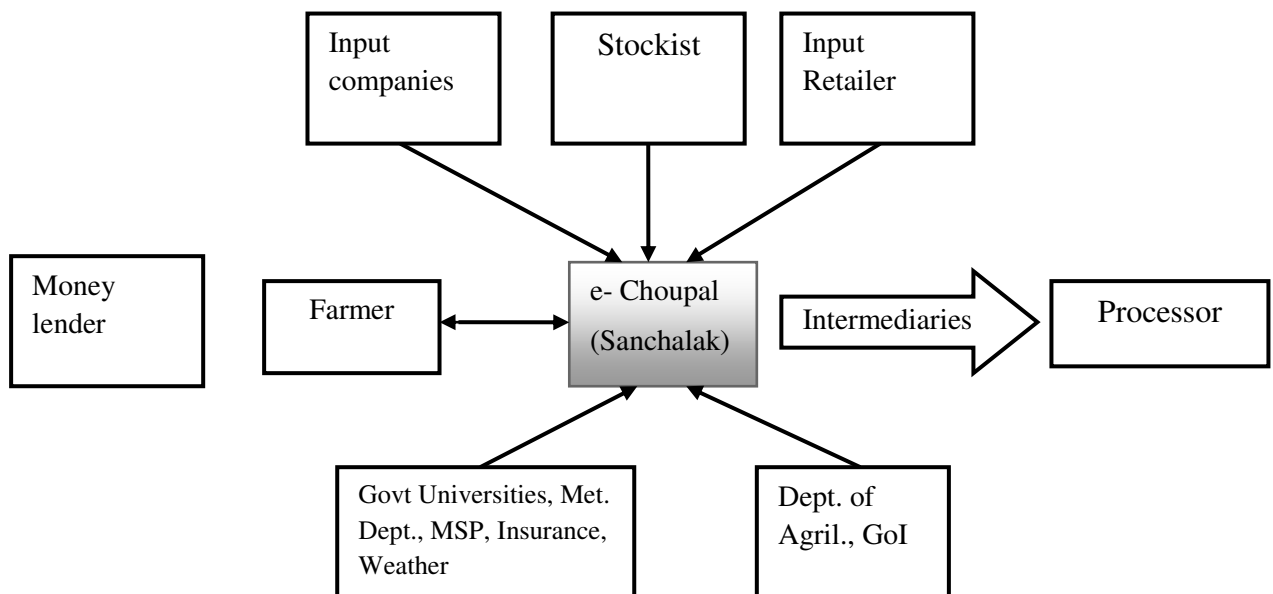 Input
companies
Stockist
Input
Retailer
Money
lender
Farmer
e- Choupal
(Sanchalak)
Intermediaries
Processor
Govt Universities, Met.
Dept., MSP, Insurance,
Weather
Dept. of
Agril., GoI